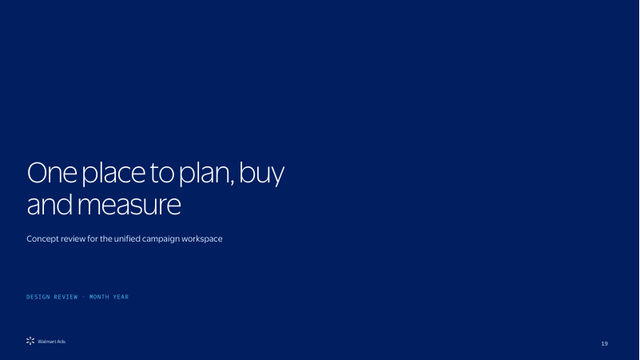 One place to plan, buy
and measure
Concept review for the unified campaign workspace
DESIGN REVIEW · MONTH YEAR
Walmart Ads
19